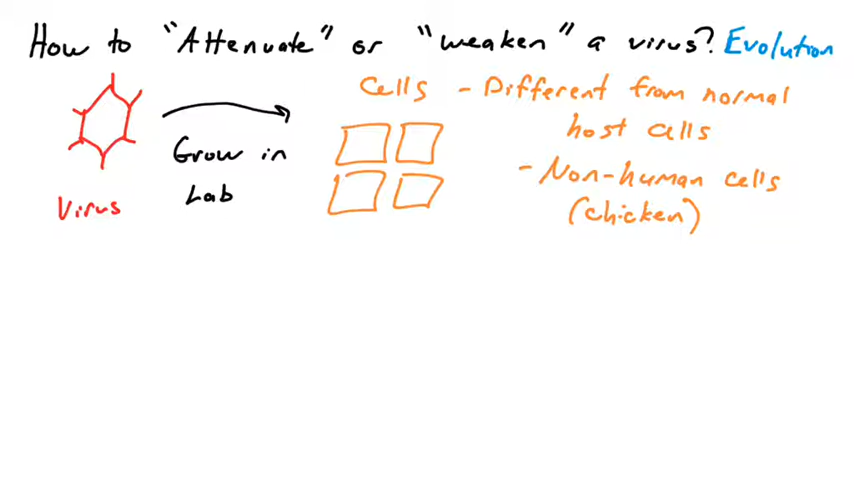 How to "Attenuate" or "weaken" a virus? Evolution
Cells - Different from normal
host cells
Grow in
Lab
- Non-human cells
(chicken)
Virus